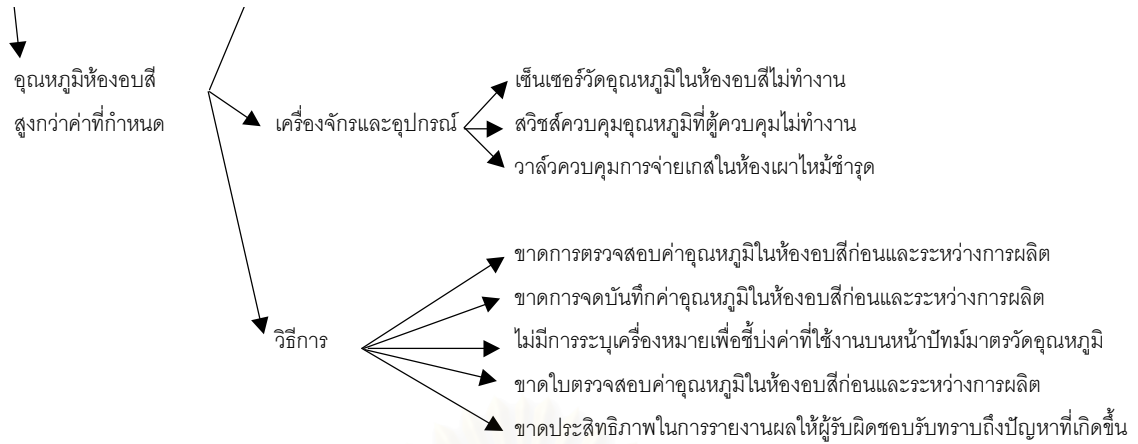 อุณหภูมิห้องอบสี
สูงกว่าค่าที่กำหนด
เครื่องจักรและอุปกรณ์
เซ็นเซอร์วัดอุณหภูมิในห้องอบสีไม่ทำงาน
สวิชส์ควบคุมอุณหภูมิที่ตู้ควบคุมไม่ทำงาน
วาล์วควบคุมการจ่ายเกสในห้องเผาไหม้ชำรุด
วิธีการ
ขาดการตรวจสอบค่าอุณหภูมิในห้องอบสีก่อนและระหว่างการผลิต
ขาดการจดบันทึกค่าอุณหภูมิในห้องอบสีก่อนและระหว่างการผลิต
ไม่มีการระบุเครื่องหมายเพื่อชี้บ่งค่าที่ใช้งานบนหน้าปัทม์มาตรวัดอุณหภูมิ
ขาดใบตรวจสอบค่าอุณหภูมิในห้องอบสีก่อนและระหว่างการผลิต
ขาดประสิทธิภาพในการรายงานผลให้ผู้รับผิดชอบรับทราบถึงปัญหาที่เกิดขึ้น